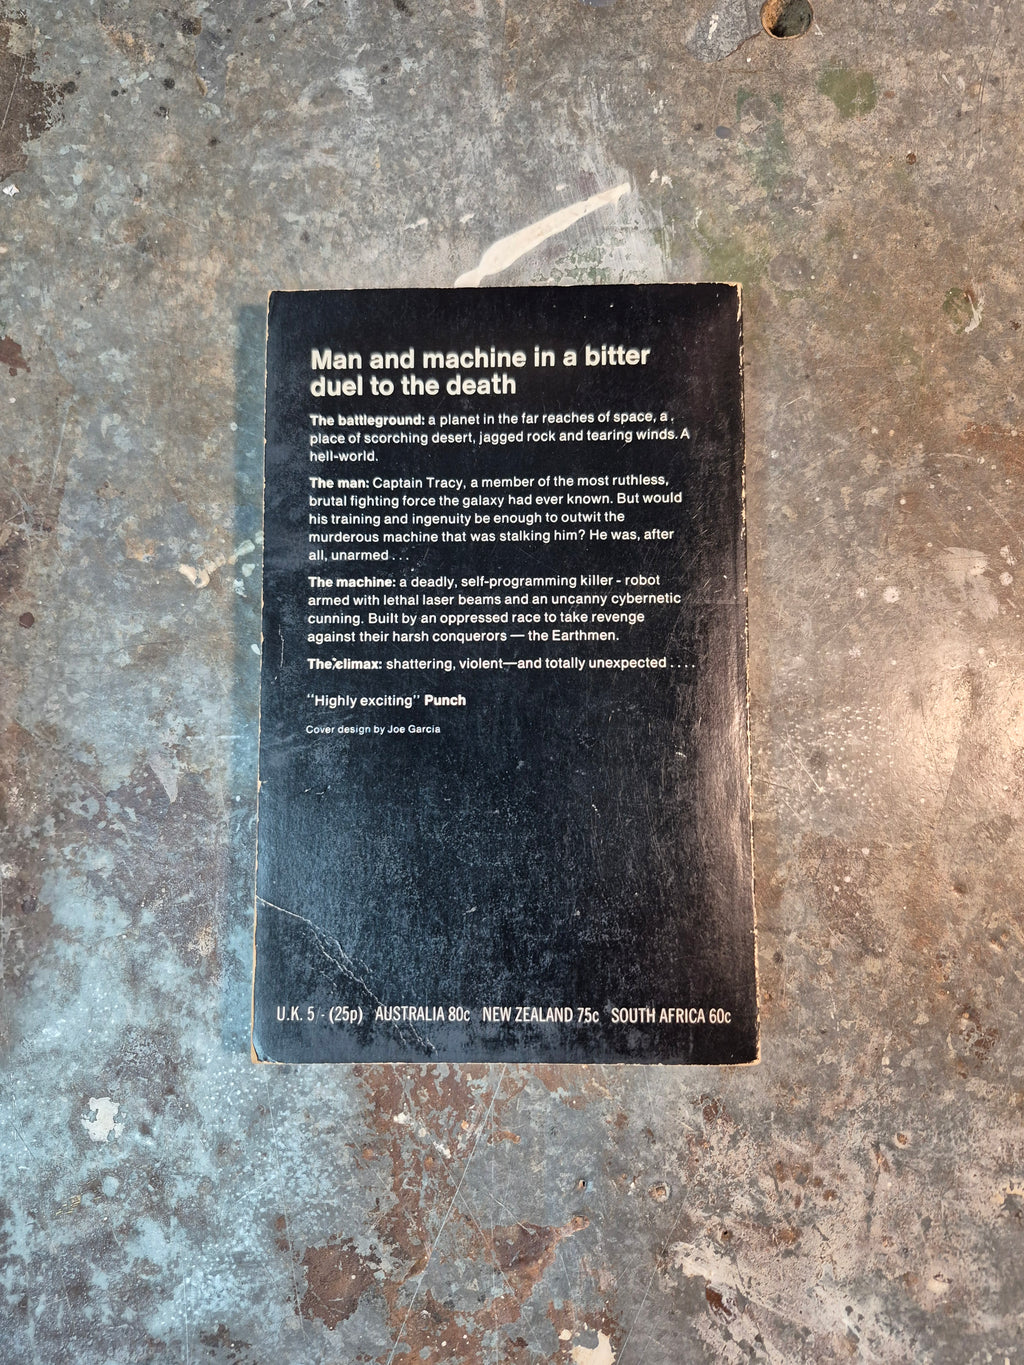 Man and machine in a bitter
duel to the death
The battleground: a planet in the far reaches of space, a
place of scorching desert, jagged rock and tearing winds. A
hell-world.
The man: Captain Tracy, a member of the most ruthless,
brutal fighting force the galaxy had ever known. But would
his training and ingenuity be enough to outwit the
murderous machine that was stalking him? He was, after
all, unarmed . . .
The machine: a deadly, self-programming killer - robot
armed with lethal laser beams and an uncanny cybernetic
cunning. Built by an oppressed race to take revenge
against their harsh conquerors — the Earthmen.
The climax: shattering, violent—and totally unexpected . . . .
"Highly exciting" Punch
Cover design by Joe Garcia
U.K. 5/- (25p) AUSTRALIA 80c NEW ZEALAND 75c SOUTH AFRICA 60c